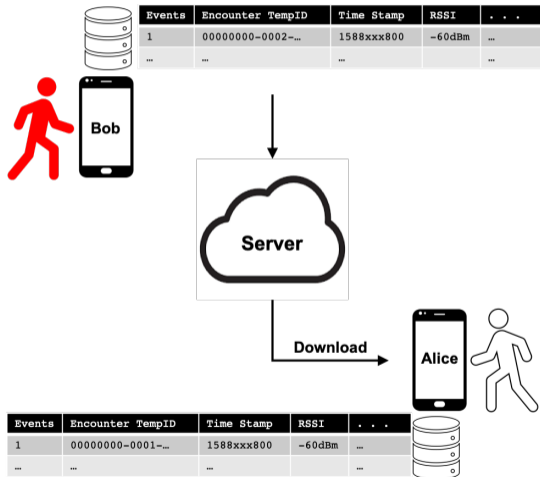 Events Encounter TempID Time Stamp RSSI . . .
1 00000000-0002-… 1588xxx800 -60dBm …
… … … …
Bob
Server
Download
Alice
Events Encounter TempID Time Stamp RSSI . . .
1 00000000-0001-… 1588xxx800 -60dBm …
… … … …